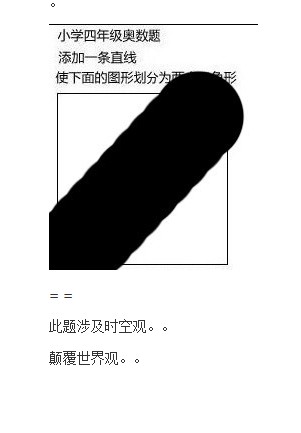 。
小学四年级奥数题
添加一条直线
使下面的图形划分为两角形
= =
此题涉及时空观。。
颠覆世界观。。